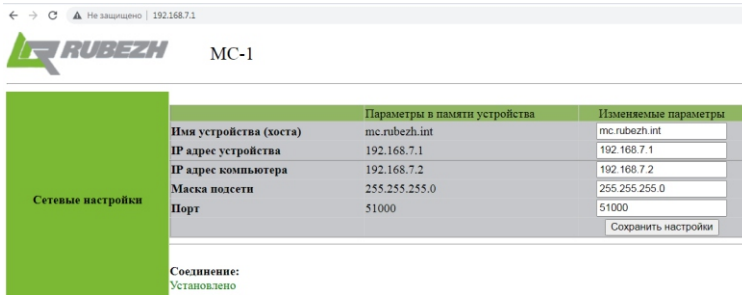 Не защищено | 192.168.7.1
RUBEZH МС-1
Параметры в памяти устройства Изменяемые параметры
Имя устройства (хоста) mc.rubezh.int mc.rubezh.int
IP адрес устройства 192.168.7.1 192.168.7.1
IP адрес компьютера 192.168.7.2 192.168.7.2
Маска подсети 255.255.255.0 255.255.255.0
Сетевые настройки
Порт 51000 51000
Сохранить настройки
Соединение:
Установлено